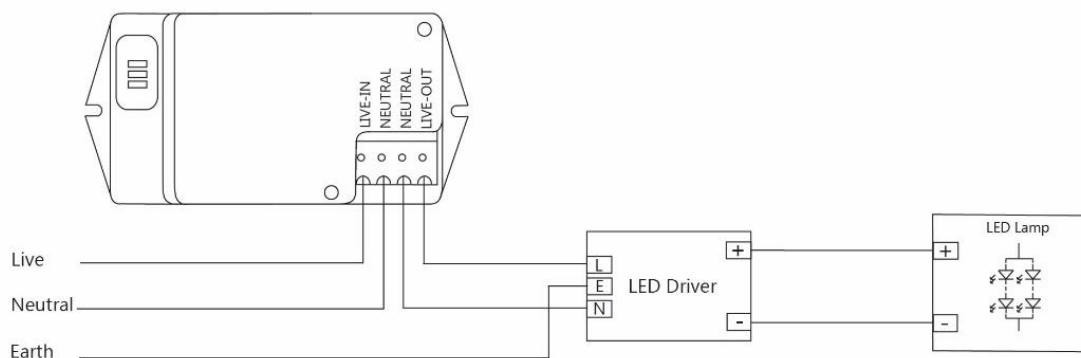 LIVE-IN
NEUTRAL
NEUTRAL
LIVE-OUT
Live
Neutral
Earth
L
E
N
LED Driver
+
-
LED Lamp
+
-